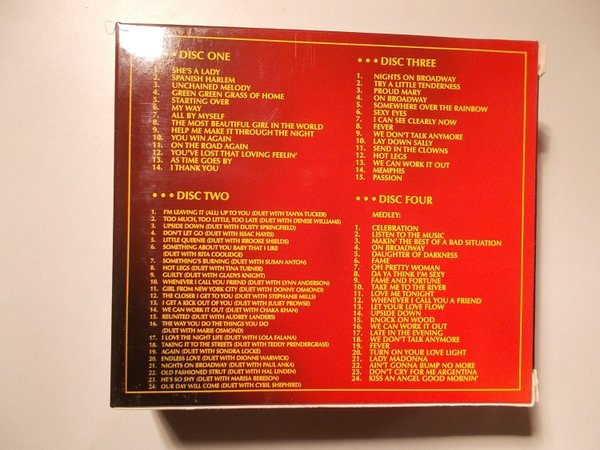 DISC ONE
1. SHE'S A LADY
2. SPANISH HARLEM
3. UNCHAINED MELODY
4. GREEN GREEN GRASS OF HOME
5. STARTING OVER
6. MY WAY
7. ALL BY MYSELF
8. THE MOST BEAUTIFUL GIRL IN THE WORLD
9. HELP ME MAKE IT THROUGH THE NIGHT
10. YOU WIN AGAIN
11. ON THE ROAD AGAIN
12. YOU'VE LOST THAT LOVING FEELIN'
13. AS TIME GOES BY
14. I THANK YOU
••• DISC TWO
1. I'M LEAVING IT (ALL) UP TO YOU (DUET WITH TANYA TUCKER)
2. TOO MUCH, TOO LITTLE, TOO LATE (DUET WITH DENISE WILLIAMS)
3. UPSIDE DOWN (DUET WITH DUSTY SPRINGFIELD)
4. DON'T LET GO (DUET WITH ISSAC HAYES)
5. LITTLE QUEENIE (DUET WITH BROOKE SHIELDS)
6. SOMETHING ABOUT YOU BABY THAT I LIKE
(DUET WITH RITA COOLIDGE)
7. SOMETHING'S BURNING (DUET WITH SUSAN ANTON)
8. HOT LEGS (DUET WITH TINA TURNER)
9. GUILTY (DUET WITH GLADYS KNIGHT)
10. WHENEVER I CALL YOU FRIEND (DUET WITH LYNN ANDERSON)
11. GIRL FROM NEW YORK CITY (DUET WITH DONNY OSMOND)
12. THE CLOSER I GET TO YOU (DUET WITH STEPHANIE MILLS)
13. I GET A KICK OUT OF YOU (DUET WITH JULIET PROWSE)
14. WE CAN WORK IT OUT (DUET WITH CHAKA KHAN)
15. REUNITED (DUET WITH AUDREY LANDERS)
16. THE WAY YOU DO THE THINGS YOU DO
(DUET WITH MARIE OSMOND)
17. I LOVE THE NIGHT LIFE (DUET WITH LOLA FALANA)
18. TAKING IT TO THE STREETS (DUET WITH TEDDY PRENDERGRASS)
19. AGAIN (DUET WITH SONDRA LOCKE)
20. ENDLESS LOVE (DUET WITH DIONNE WARWICK)
21. NIGHTS ON BROADWAY (DUET WITH PAUL ANKA)
22. OLD FASHIONED STRUT (DUET WITH HAL LINDEN)
23. HE'S SO SHY (DUET WITH MARISA BERESON)
24. OUR DAY WILL COME (DUET WITH CYBIL SHEPHERD)
••• DISC THREE
1. NIGHTS ON BROADWAY
2. TRY A LITTLE TENDERNESS
3. PROUD MARY
4. ON BROADWAY
5. SOMEWHERE OVER THE RAINBOW
6. SEXY EYES
7. I CAN SEE CLEARLY NOW
8. FEVER
9. WE DON'T TALK ANYMORE
10. LAY DOWN SALLY
11. SEND IN THE CLOWNS
12. HOT LEGS
13. WE CAN WORK IT OUT
14. MEMPHIS
15. PASSION
••• DISC FOUR
MEDLEY:
1. CELEBRATION
2. LISTEN TO THE MUSIC
3. MAKIN' THE BEST OF A BAD SITUATION
4. ON BROADWAY
5. DAUGHTER OF DARKNESS
6. FAME
7. OH PRETTY WOMAN
8. DA YA THINK I'M SEXY
9. FAME AND FORTUNE
10. TAKE ME TO THE RIVER
11. LOVE ME TONIGHT
12. WHENEVER I CALL YOU A FRIEND
13. LET YOUR LOVE FLOW
14. UPSIDE DOWN
15. KNOCK ON WOOD
16. WE CAN WORK IT OUT
17. LATE IN THE EVENING
18. WE DON'T TALK ANYMORE
19. FEVER
20. TURN ON YOUR LOVE LIGHT
21. LADY MADONNA
22. AIN'T GONNA BUMP NO MORE
23. DON'T CRY FOR ME ARGENTINA
24. KISS AN ANGEL GOOD MORNIN'